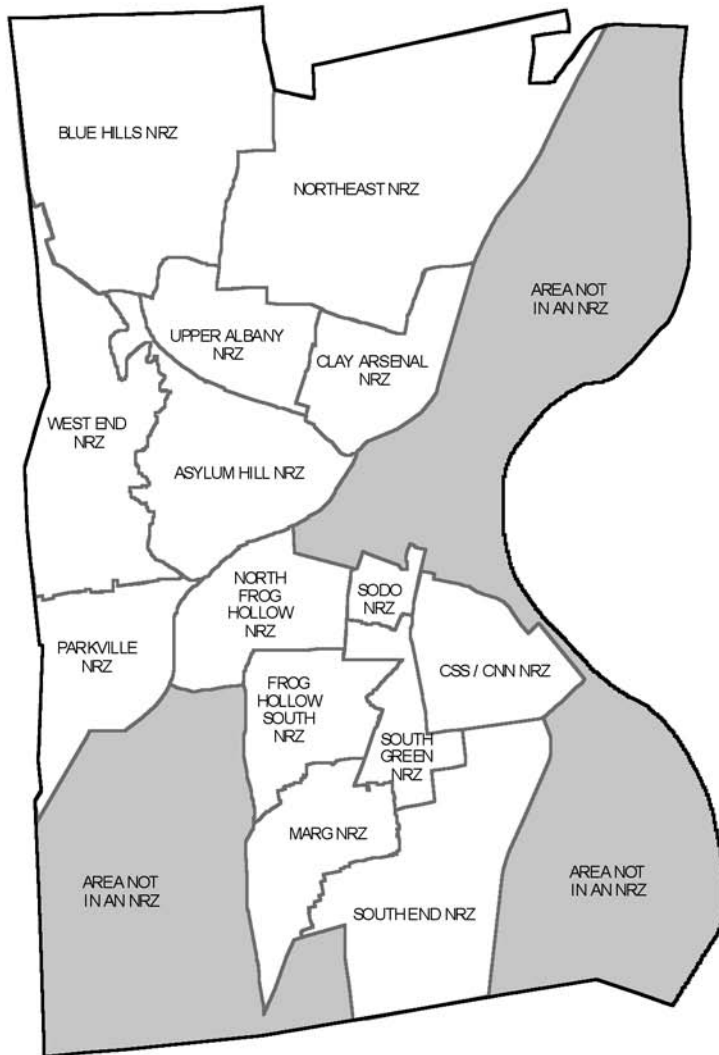 BLUE HILLS NRZ
NORTHEAST NRZ
AREA NOT
IN AN NRZ
UPPER ALBANY
NRZ
CLAY ARSENAL
NRZ
WEST END
NRZ
ASYLUM HILL NRZ
NORTH
FROG
HOLLOW
NRZ
SODO
NRZ
PARKVILLE
NRZ
CSS / CNN NRZ
FROG
HOLLOW
SOUTH
NRZ
SOUTH
GREEN
NRZ
MARG NRZ
AREA NOT
IN AN NRZ
SOUTH END NRZ
AREA NOT
IN AN NRZ